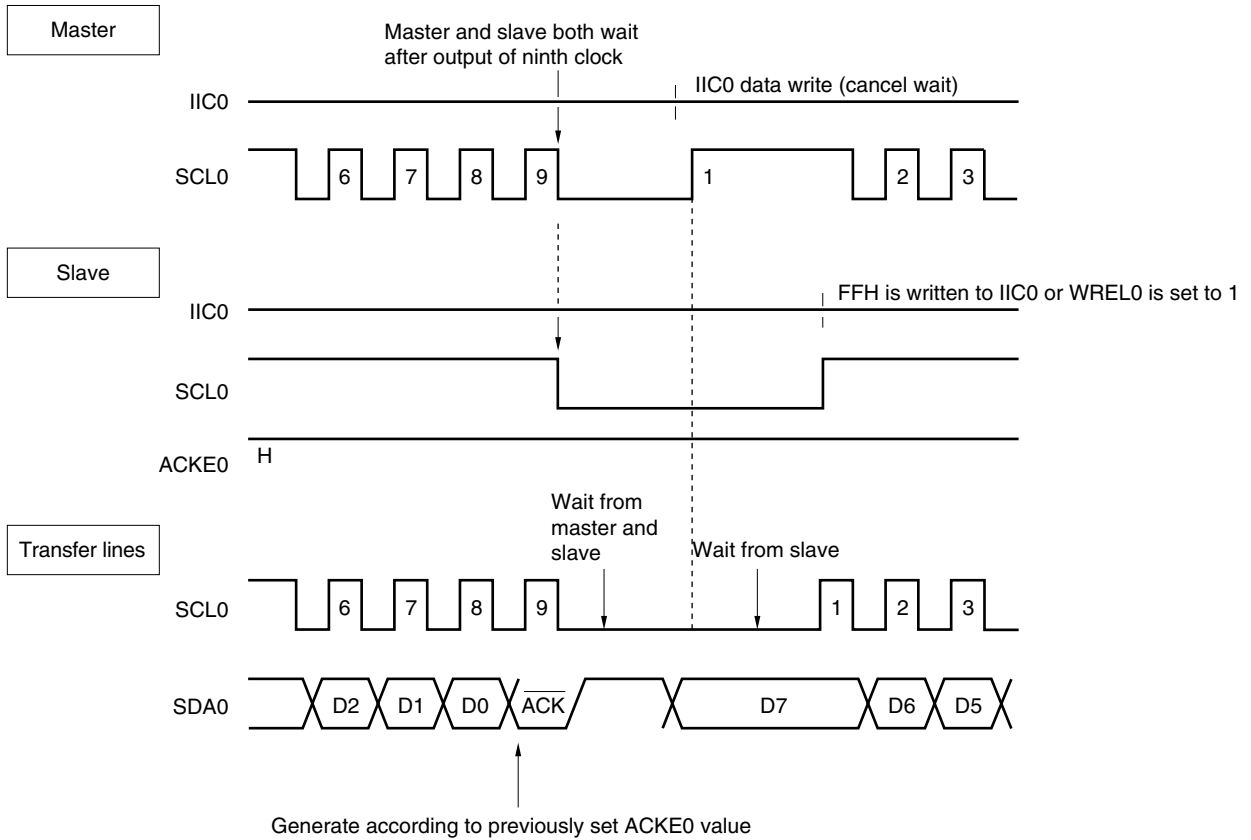 Master
Master and slave both wait
after output of ninth clock
IIC0
IIC0 data write (cancel wait)
SCL0
6 7 8 9 1 2 3
Slave
IIC0
FFH is written to IIC0 or WREL0 is set to 1
SCL0
ACKE0
H
Transfer lines
Wait from
master and
slave
Wait from slave
SCL0
6 7 8 9 1 2 3
SDA0
D2 D1 D0 ACK D7 D6 D5
Generate according to previously set ACKE0 value